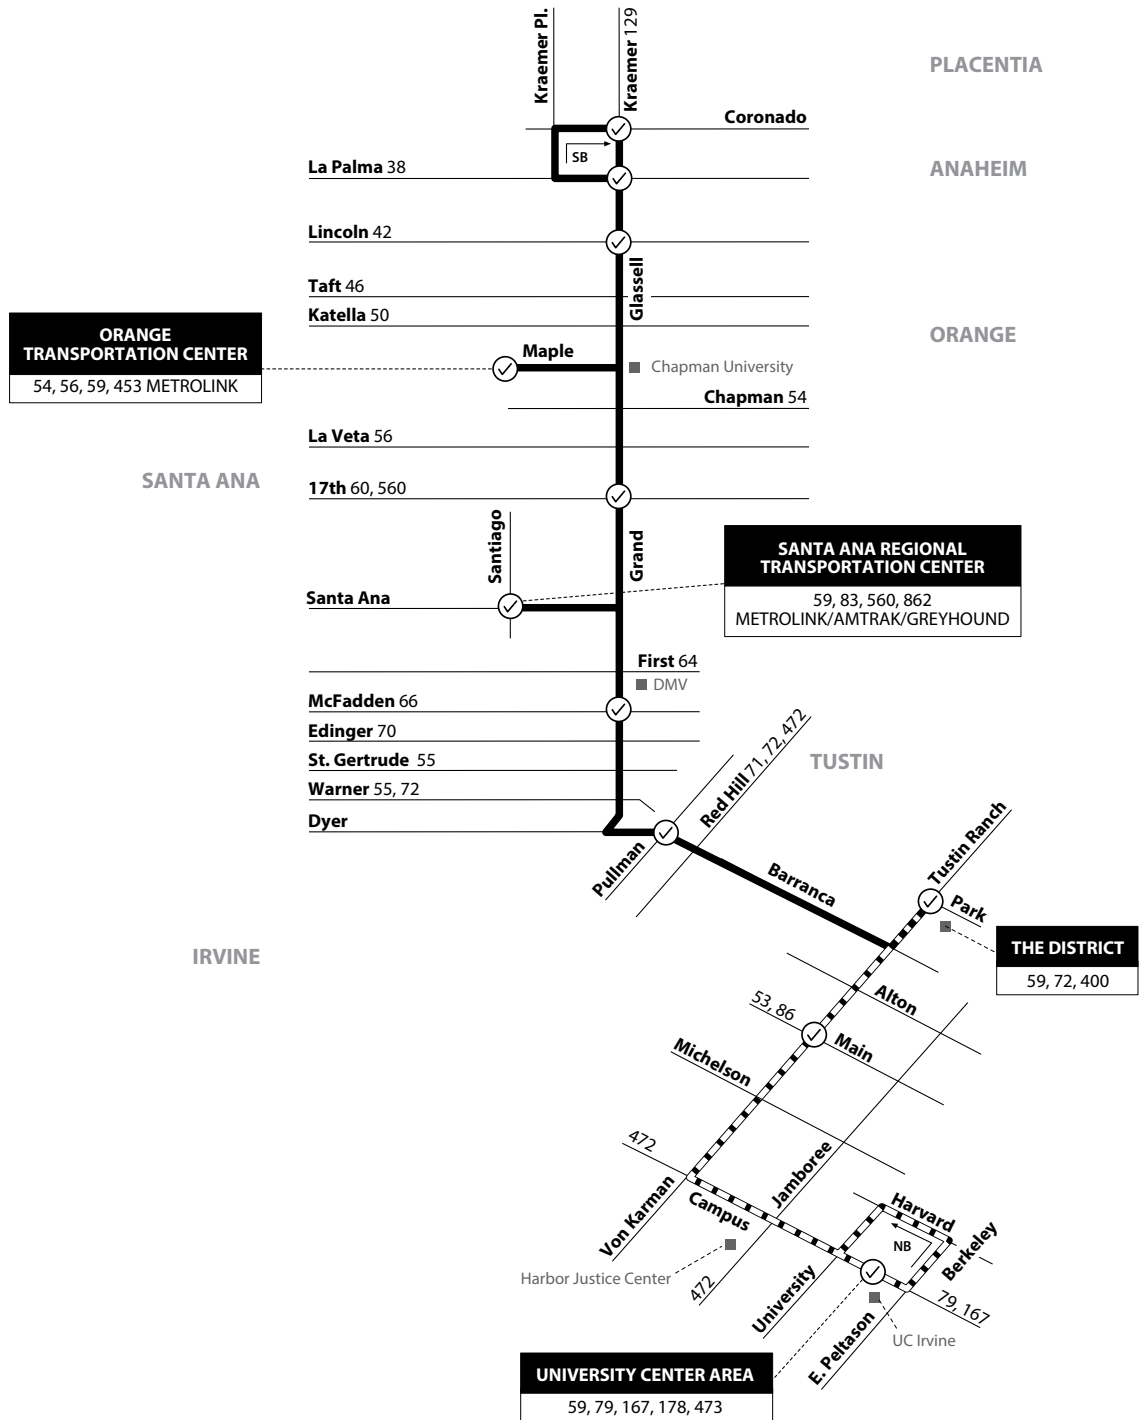 Kraemer Pl.
Kraemer 129
PLACENTIA
Coronado
SB
La Palma 38
ANAHEIM
Lincoln 42
Glassell
Taft 46
Katella 50
ORANGE
TRANSPORTATION CENTER
54, 56, 59, 453 METROLINK
ORANGE
Maple
Chapman University
Chapman 54
La Veta 56
SANTA ANA
17th 60, 560
Santiago
Grand
SANTA ANA REGIONAL
TRANSPORTATION CENTER
59, 83, 560, 862
METROLINK/AMTRAK/GREYHOUND
Santa Ana
First 64
DMV
McFadden 66
Edinger 70
St. Gertrude 55
Warner 55, 72
Dyer
Pullman
Red Hill 71, 72, 472
TUSTIN
Barranca
Tustin Ranch
Park
IRVINE
THE DISTRICT
59, 72, 400
Alton
53, 86
Main
Michelson
472
Jamboree
Von Karman
Campus
Harvard
NB
Berkeley
Harbor Justice Center
472
University
79, 167
UC Irvine
E. Peltason
UNIVERSITY CENTER AREA
59, 79, 167, 178, 473